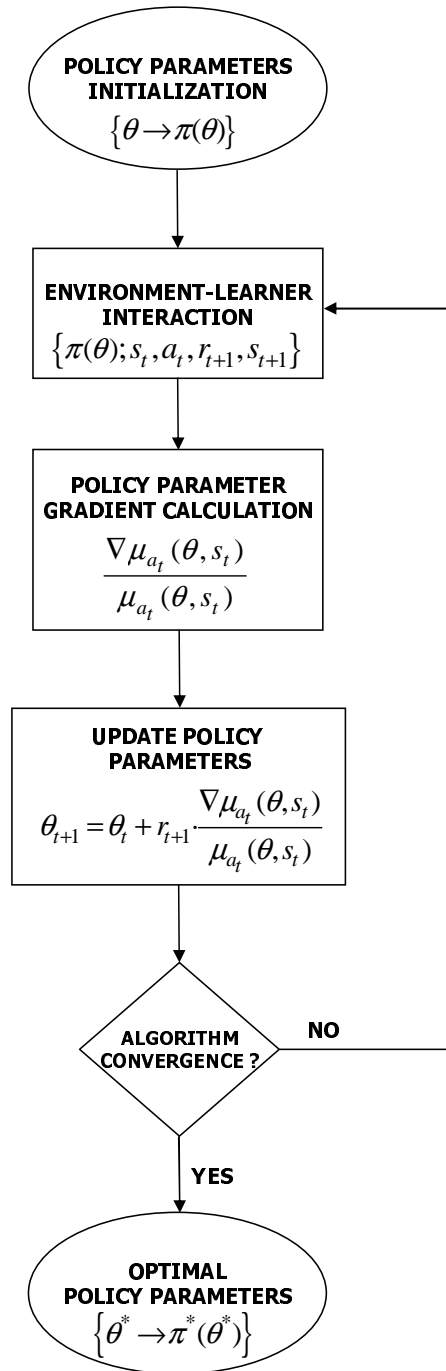 POLICY PARAMETERS
INITIALIZATION
{θ → π(θ)}
ENVIRONMENT-LEARNER
INTERACTION
{π(θ); s_t, a_t, r_{t+1}, s_{t+1}}
POLICY PARAMETER
GRADIENT CALCULATION
∇μ_{a_t}(θ, s_t)
μ_{a_t}(θ, s_t)
UPDATE POLICY
PARAMETERS
θ_{t+1} = θ_t + r_{t+1} · ∇μ_{a_t}(θ, s_t) / μ_{a_t}(θ, s_t)
ALGORITHM
CONVERGENCE ?
NO
YES
OPTIMAL
POLICY PARAMETERS
{θ* → π*(θ*)}